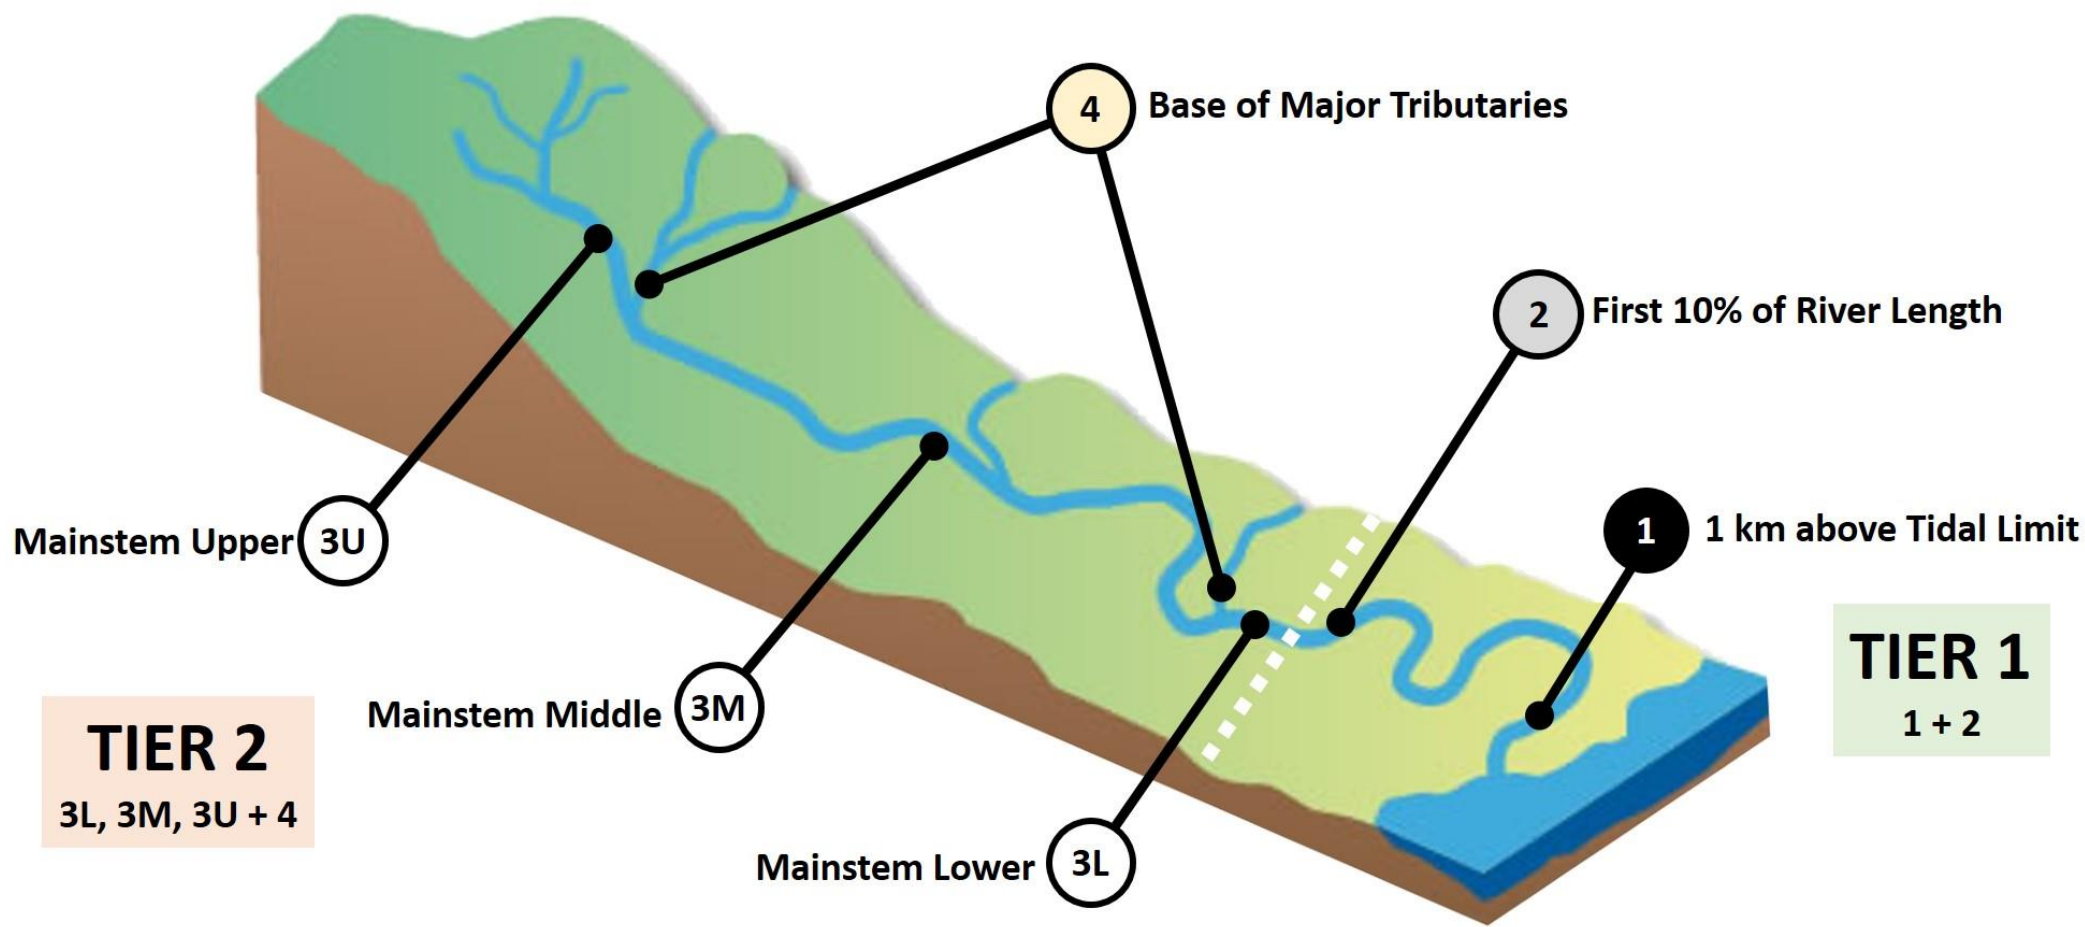 4 Base of Major Tributaries
2 First 10% of River Length
1 1 km above Tidal Limit
Mainstem Upper 3U
TIER 1
1 + 2
Mainstem Middle 3M
TIER 2
3L, 3M, 3U + 4
Mainstem Lower 3L